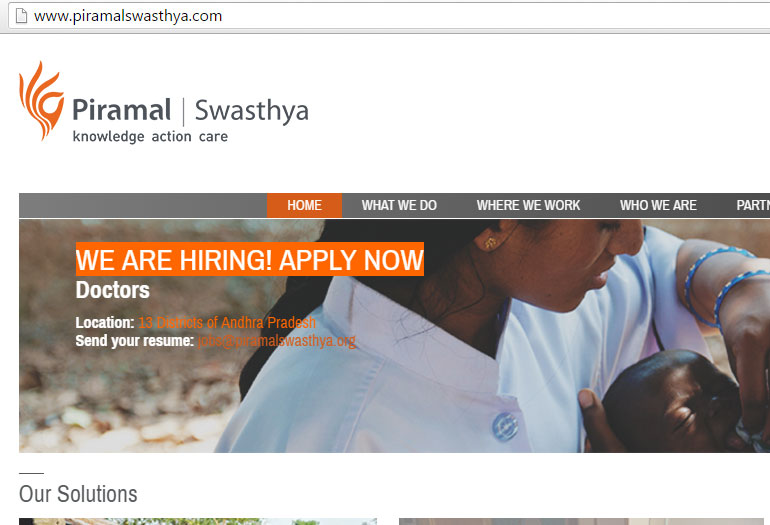 www.piramalswasthya.com
Piramal | Swasthya
knowledge action care
HOME WHAT WE DO WHERE WE WORK WHO WE ARE PARTN
WE ARE HIRING! APPLY NOW
Doctors
Location: 13 Districts of Andhra Pradesh
Send your resume: jobs@piramalswasthya.org
Our Solutions